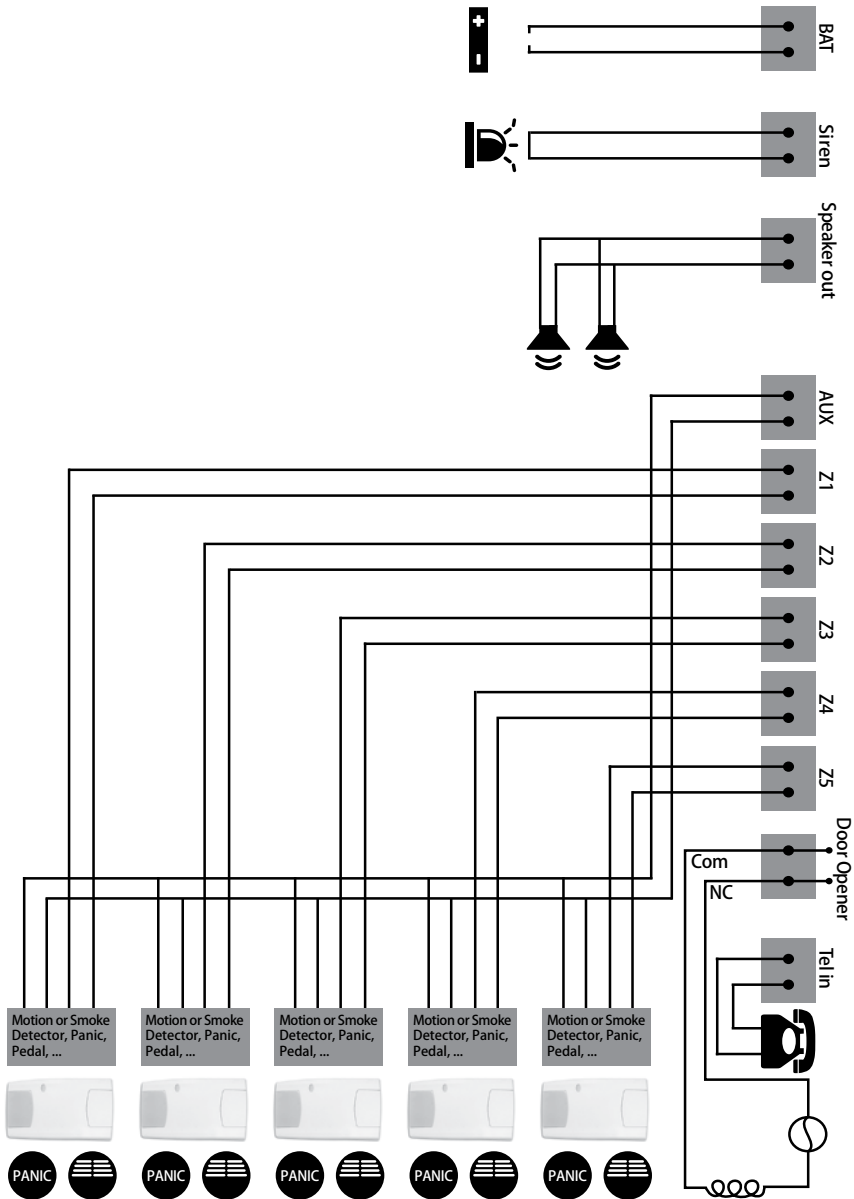 BAT
Siren
Speaker out
AUX
Z1
Z2
Z3
Z4
Z5
Door Opener
Com
NC
Tel in
Motion or Smoke
Detector, Panic,
Pedal, ...
Motion or Smoke
Detector, Panic,
Pedal, ...
Motion or Smoke
Detector, Panic,
Pedal, ...
Motion or Smoke
Detector, Panic,
Pedal, ...
Motion or Smoke
Detector, Panic,
Pedal, ...
PANIC
PANIC
PANIC
PANIC
PANIC